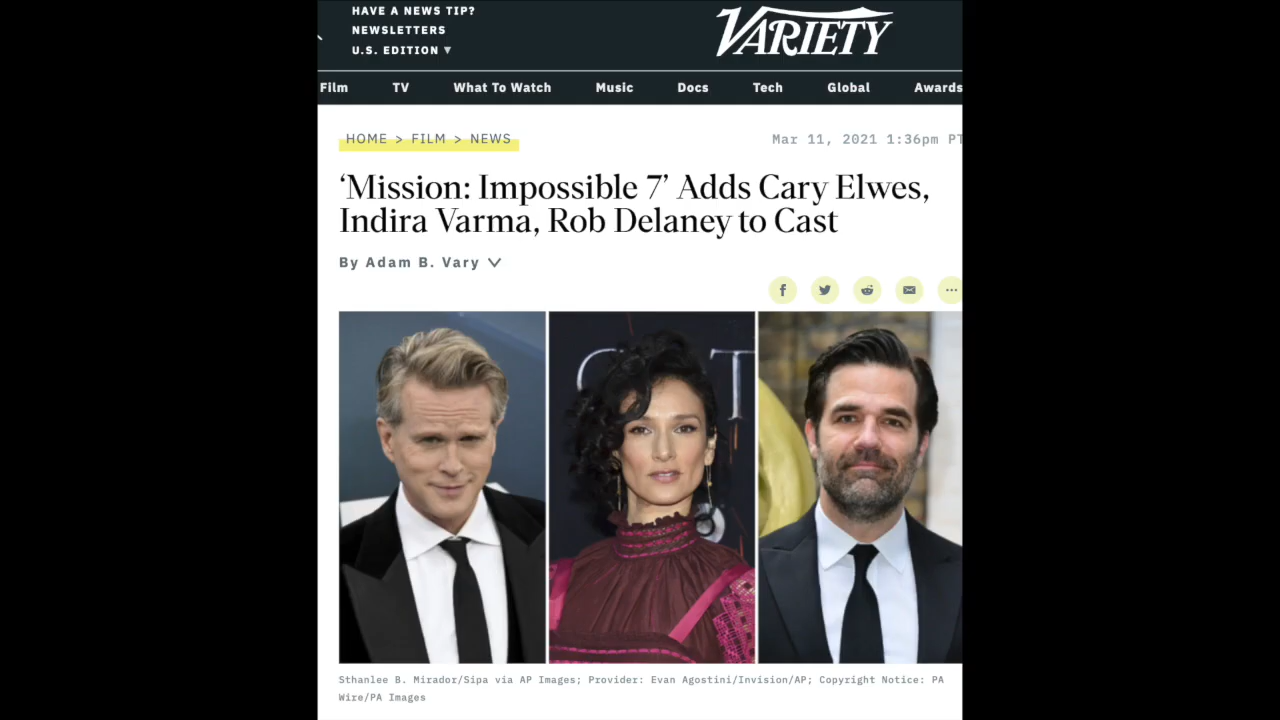 HAVE A NEWS TIP?
NEWSLETTERS
U.S. EDITION ▼
VARIETY
Film TV What To Watch Music Docs Tech Global Awards
HOME > FILM > NEWS
Mar 11, 2021 1:36pm PT
‘Mission: Impossible 7’ Adds Cary Elwes,
Indira Varma, Rob Delaney to Cast
By Adam B. Vary
Sthanlee B. Mirador/Sipa via AP Images; Provider: Evan Agostini/Invision/AP; Copyright Notice: PA
Wire/PA Images